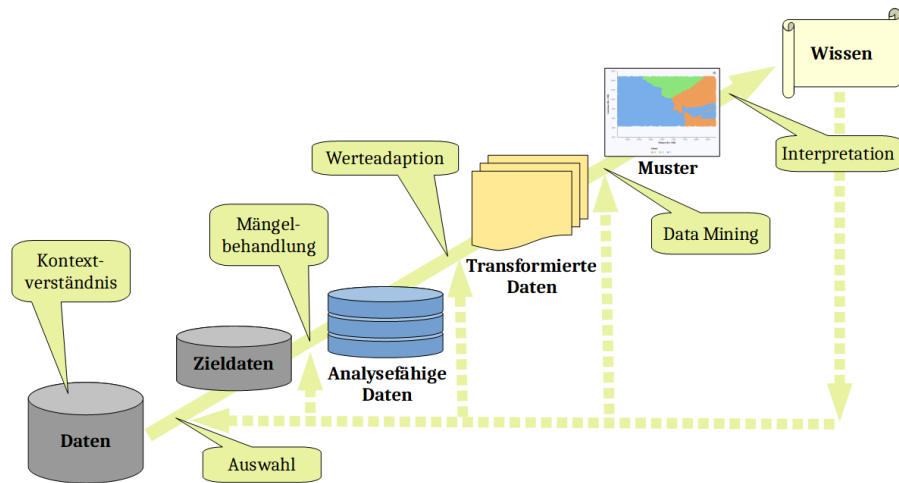 Wissen
Werteadaption
Muster
Interpretation
Mängel-
behandlung
Data Mining
Kontext-
verständnis
Transformierte
Daten
Zieldaten
Analysefähige
Daten
Daten
Auswahl